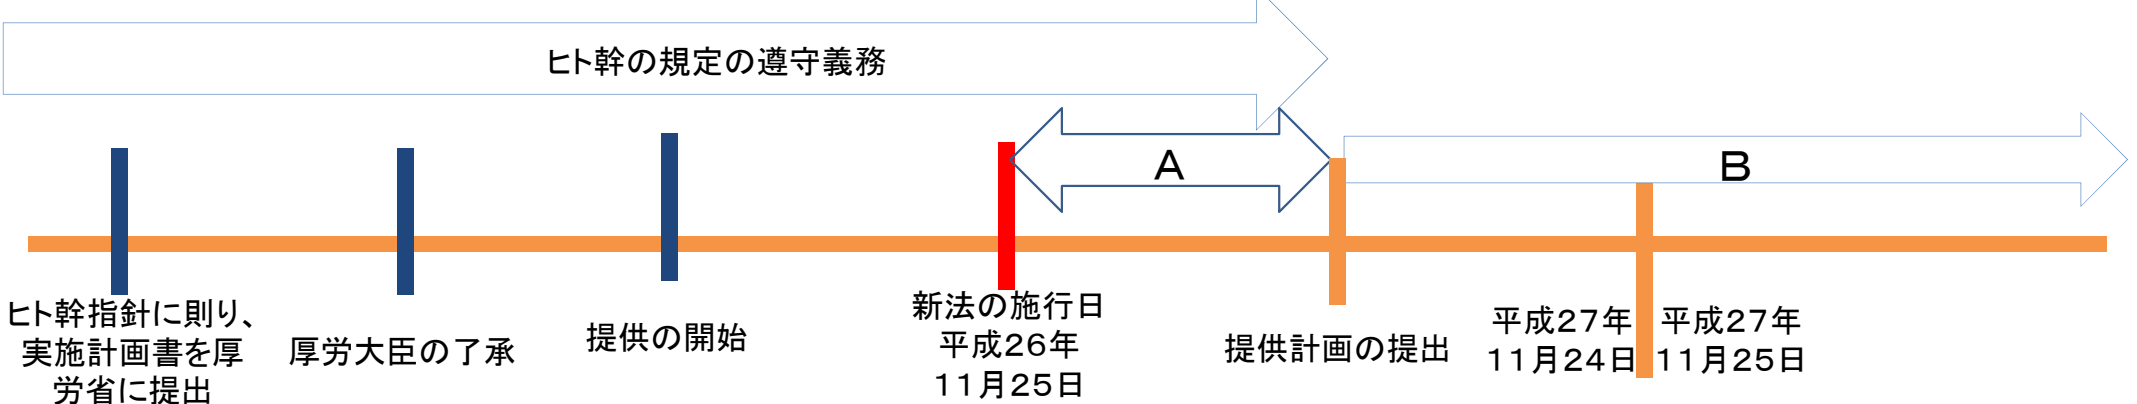 ヒト幹の規定の遵守義務
A
B
ヒト幹指針に則り、
実施計画書を厚
労省に提出
厚労大臣の了承
提供の開始
新法の施行日
平成26年
11月25日
提供計画の提出
平成27年
11月24日
平成27年
11月25日